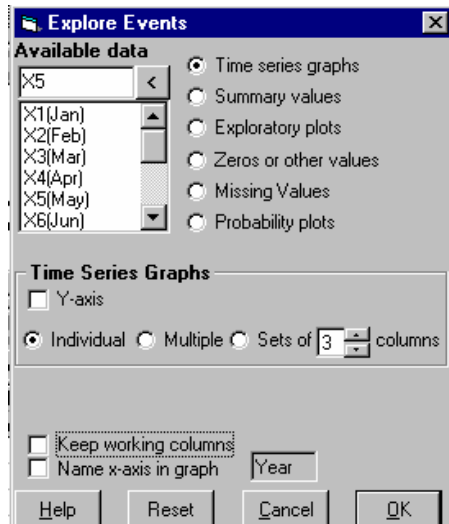 Explore Events
Available data
X5 <
X1(Jan)
X2(Feb)
X3(Mar)
X4(Apr)
X5(May)
X6(Jun)
Time series graphs
Summary values
Exploratory plots
Zeros or other values
Missing Values
Probability plots
Time Series Graphs
Y-axis
Individual Multiple Sets of 3 columns
Keep working columns
Name x-axis in graph Year
Help Reset Cancel OK